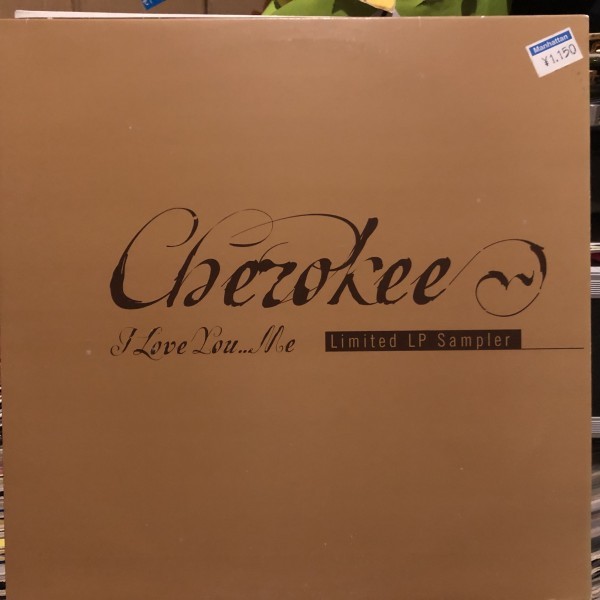 Manhattan
¥1,150
Cherokee
I Love You...Me
Limited LP Sampler